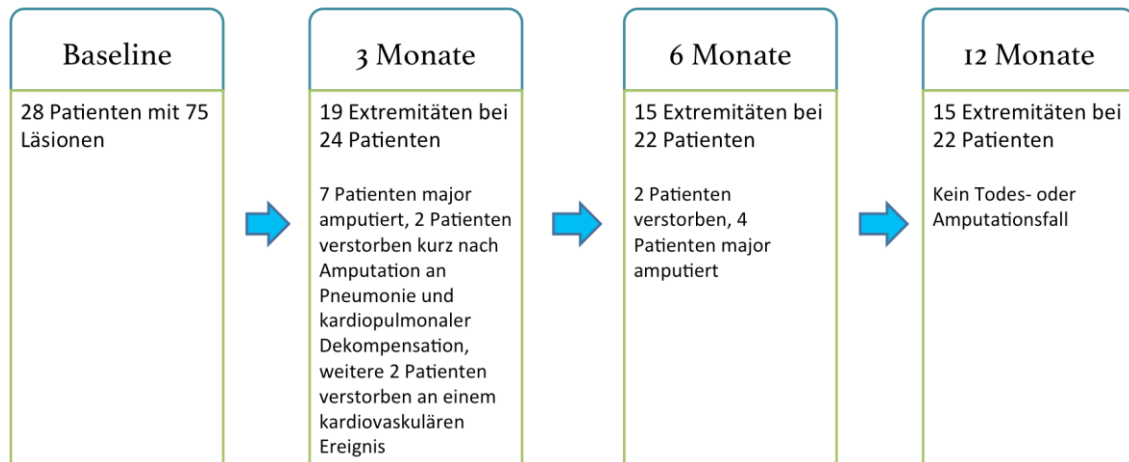 Baseline
28 Patienten mit 75
Läsionen
3 Monate
19 Extremitäten bei
24 Patienten
7 Patienten major
amputiert, 2 Patienten
verstorben kurz nach
Amputation an
Pneumonie und
kardiopulmonaler
Dekompensation,
weitere 2 Patienten
verstorben an einem
kardiovaskulären
Ereignis
6 Monate
15 Extremitäten bei
22 Patienten
2 Patienten
verstorben, 4
Patienten major
amputiert
12 Monate
15 Extremitäten bei
22 Patienten
Kein Todes- oder
Amputationsfall